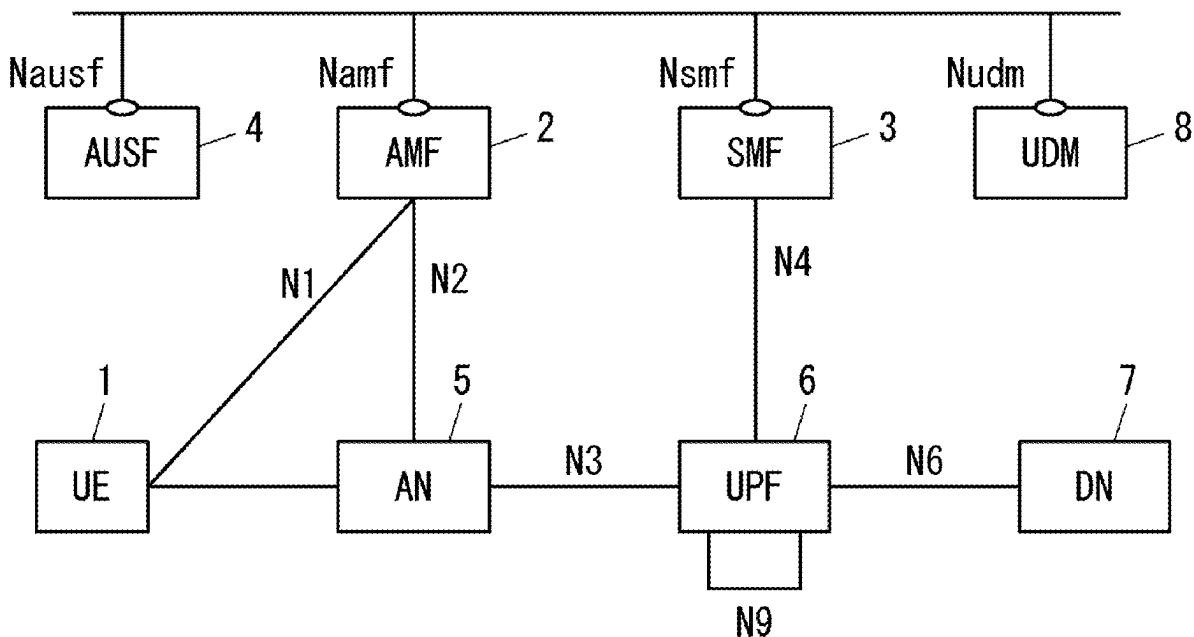 Nausf Namf Nsmf Nudm
AUSF 4 AMF 2 SMF 3 UDM 8
N1 N2 N4
1 5 6 7
UE AN N3 UPF N6 DN
N9